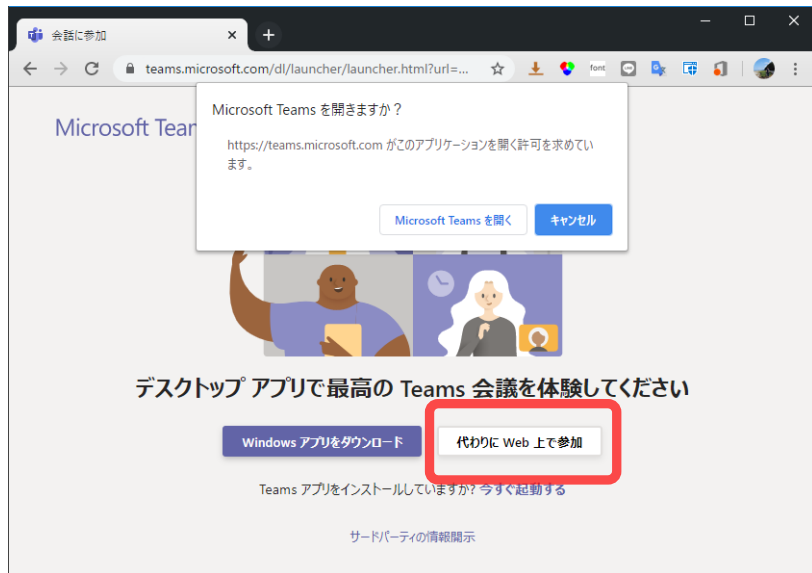 会話に参加
teams.microsoft.com/dl/launcher/launcher.html?url=...
font
Microsoft Teams を開きますか？
https://teams.microsoft.com がこのアプリケーションを開く許可を求めてい
ます。
Microsoft Teams を開く キャンセル
Microsoft Tear
デスクトップ アプリで最高の Teams 会議を体験してください
Windows アプリをダウンロード 代わりに Web 上で参加
Teams アプリをインストールしていますか? 今すぐ起動する
サードパーティの情報開示